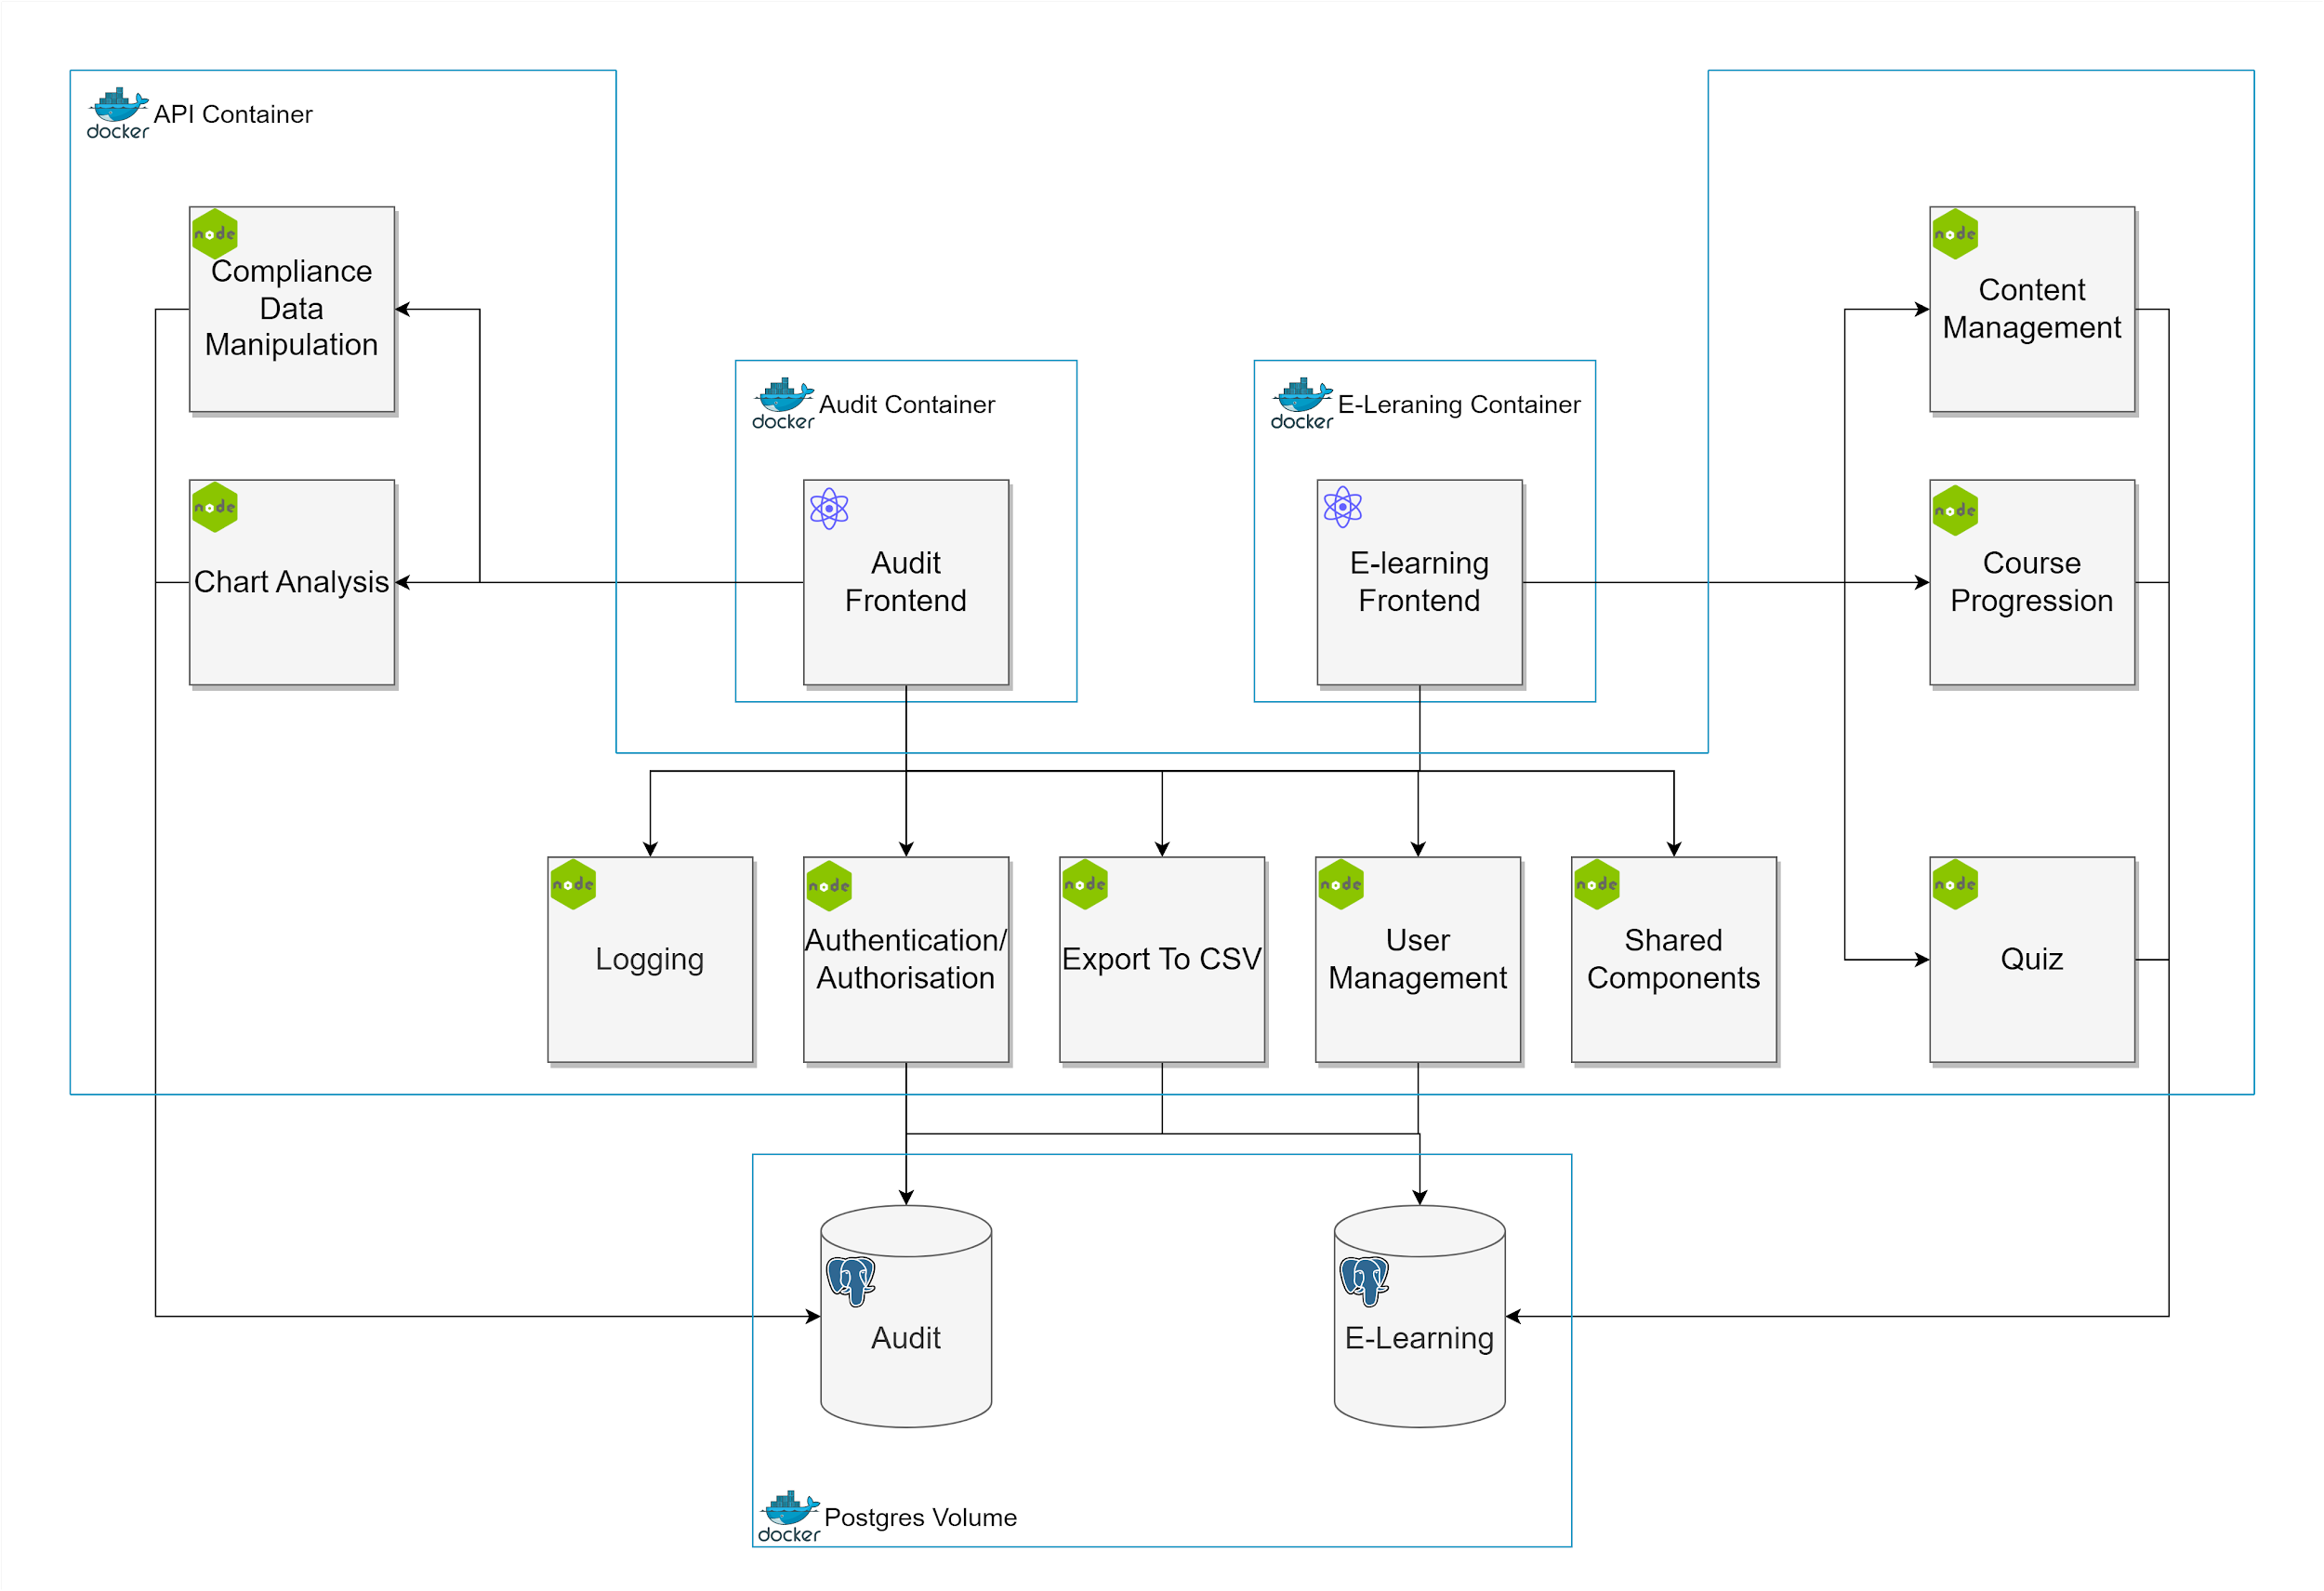 docker
API Container
node
Compliance
Data
Manipulation
node
Content
Management
docker
Audit Container
docker
E-Leraning Container
node
Chart Analysis
Audit
Frontend
E-learning
Frontend
node
Course
Progression
node
Logging
node
Authentication/
Authorisation
node
Export To CSV
node
User
Management
node
Shared
Components
node
Quiz
Audit
E-Learning
docker
Postgres Volume